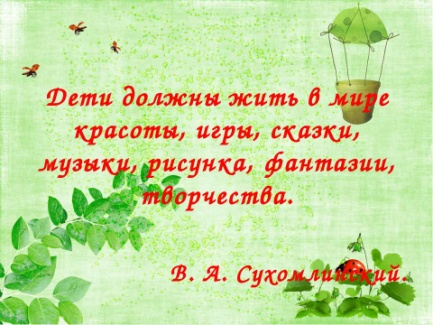 Дети должны жить в мире
красоты, игры, сказки,
музыки, рисунка, фантазии,
творчества.
В. А. Сухомлинский.